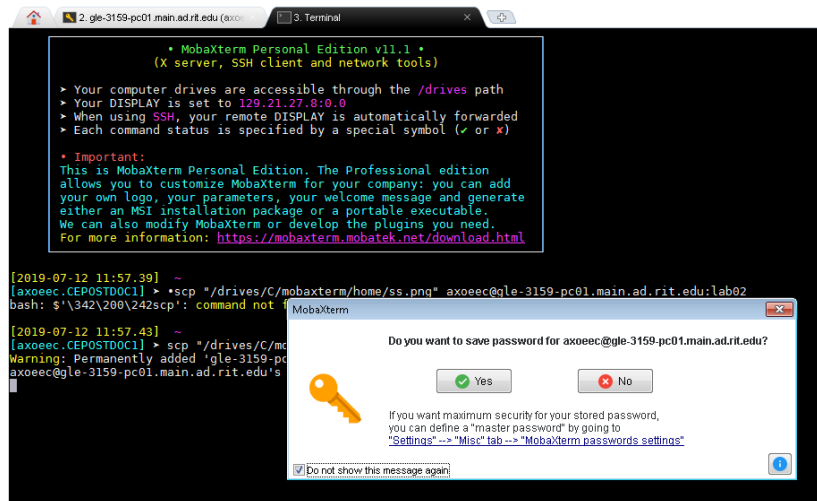 2. gle-3159-pc01.main.ad.rit.edu (axoe
3. Terminal
• MobaXterm Personal Edition v11.1 •
(X server, SSH client and network tools)
➤ Your computer drives are accessible through the /drives path
➤ Your DISPLAY is set to 129.21.27.8:0.0
➤ When using SSH, your remote DISPLAY is automatically forwarded
➤ Each command status is specified by a special symbol (✔ or ✘)
• Important:
This is MobaXterm Personal Edition. The Professional edition
allows you to customize MobaXterm for your company: you can add
your own logo, your parameters, your welcome message and generate
either an MSI installation package or a portable executable.
We can also modify MobaXterm or develop the plugins you need.
For more information: https://mobaxterm.mobatek.net/download.html
[2019-07-12 11:57.39] ~
[axoeec.CEPOSTDOC1] ➤ •scp "/drives/C/mobaxterm/home/ss.png" axoeec@gle-3159-pc01.main.ad.rit.edu:lab02
bash: $'\342\200\242scp': command not f
[2019-07-12 11:57.43] ~
[axoeec.CEPOSTDOC1] ➤ scp "/drives/C/mo
Warning: Permanently added 'gle-3159-pc
axoeec@gle-3159-pc01.main.ad.rit.edu's
MobaXterm
Do you want to save password for axoeec@gle-3159-pc01.main.ad.rit.edu?
Yes
No
If you want maximum security for your stored password,
you can define a "master password" by going to
"Settings" --> "Misc" tab --> "MobaXterm passwords settings"
Do not show this message again